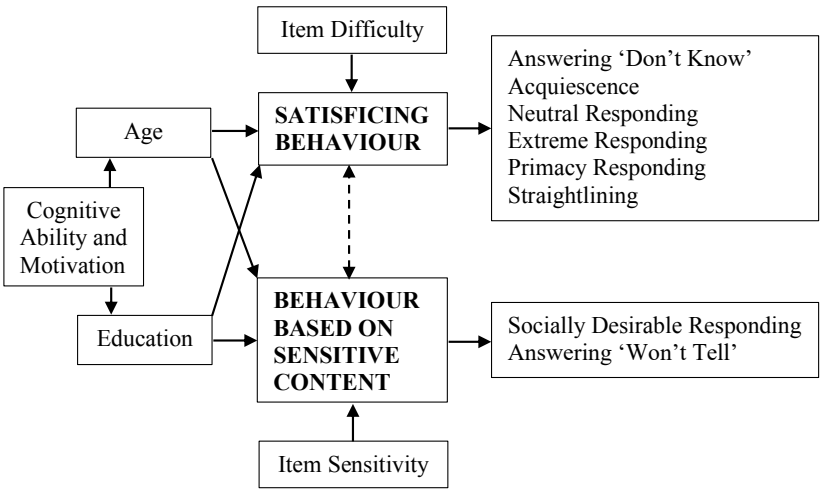 Item Difficulty
Answering ‘Don’t Know’
Acquiescence
Neutral Responding
Extreme Responding
Primacy Responding
Straightlining
SATISFICING
BEHAVIOUR
Age
Cognitive
Ability and
Motivation
Education
BEHAVIOUR
BASED ON
SENSITIVE
CONTENT
Socially Desirable Responding
Answering ‘Won’t Tell’
Item Sensitivity